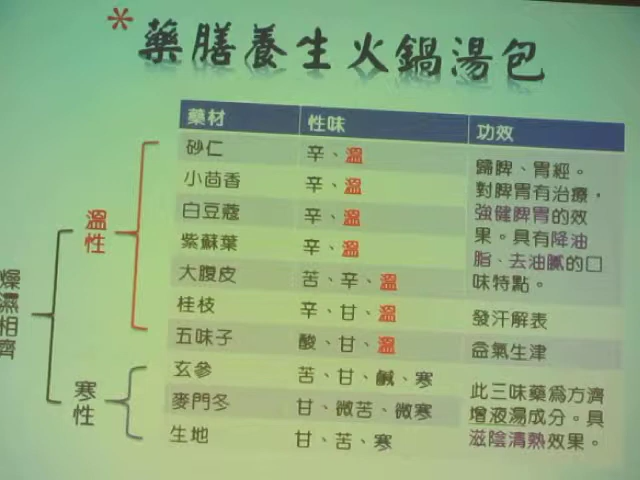 *藥膳養生火鍋湯包
藥材 性味 功效
砂仁 辛、溫
小茴香 辛、溫
白豆蔻 辛、溫
紫蘇葉 辛、溫
大腹皮 苦、辛、溫
歸脾、胃經。
對脾胃有治療,
強健脾胃的效
果。具有降油
脂、去油膩的口
味特點。
桂枝 辛、甘、溫 發汗解表
五味子 酸、甘、溫 益氣生津
玄參 苦、甘、鹹、寒
麥門冬 甘、微苦、微寒
生地 甘、苦、寒
此三味藥為方濟
增液湯成分。具
滋陰清熱效果。
溫性
寒性
燥濕相齊